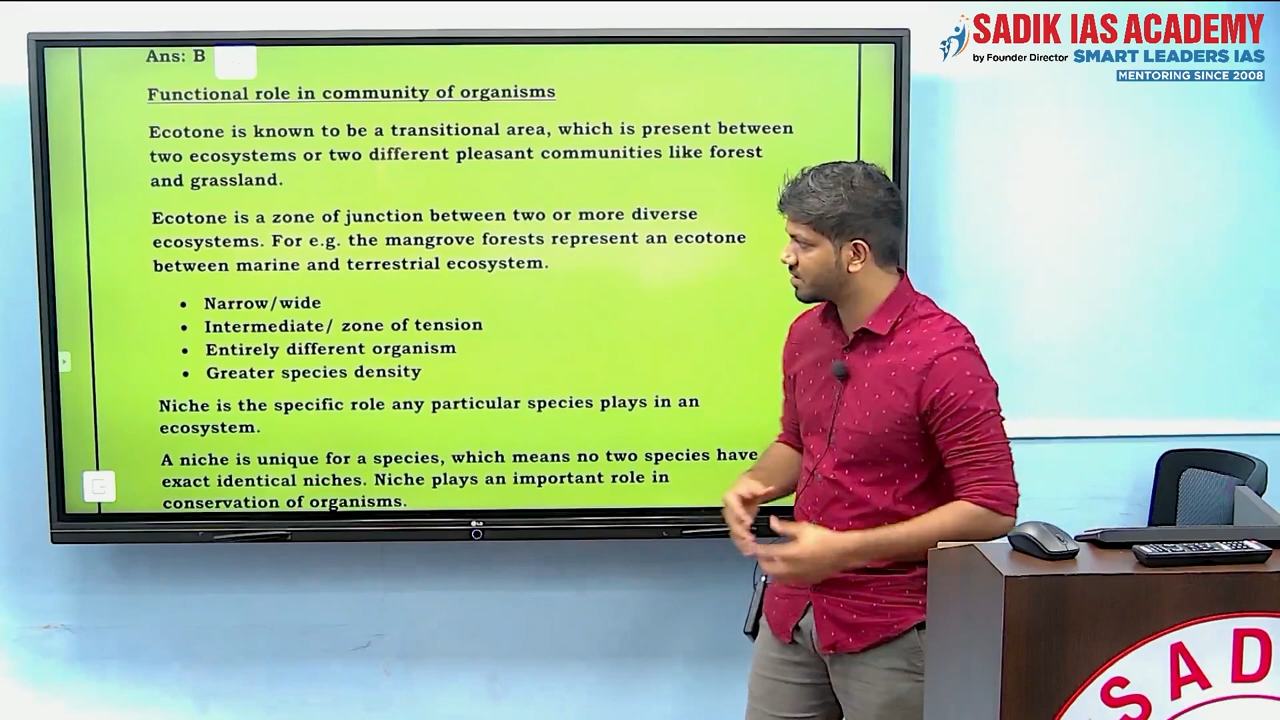 SADIK IAS ACADEMY
by Founder Director SMART LEADERS IAS
MENTORING SINCE 2008
Ans: B
Functional role in community of organisms
Ecotone is known to be a transitional area, which is present between
two ecosystems or two different pleasant communities like forest
and grassland.
Ecotone is a zone of junction between two or more diverse
ecosystems. For e.g. the mangrove forests represent an ecotone
between marine and terrestrial ecosystem.
• Narrow/wide
• Intermediate/ zone of tension
• Entirely different organism
• Greater species density
Niche is the specific role any particular species plays in an
ecosystem.
A niche is unique for a species, which means no two species have
exact identical niches. Niche plays an important role in
conservation of organisms.
LG
SAD